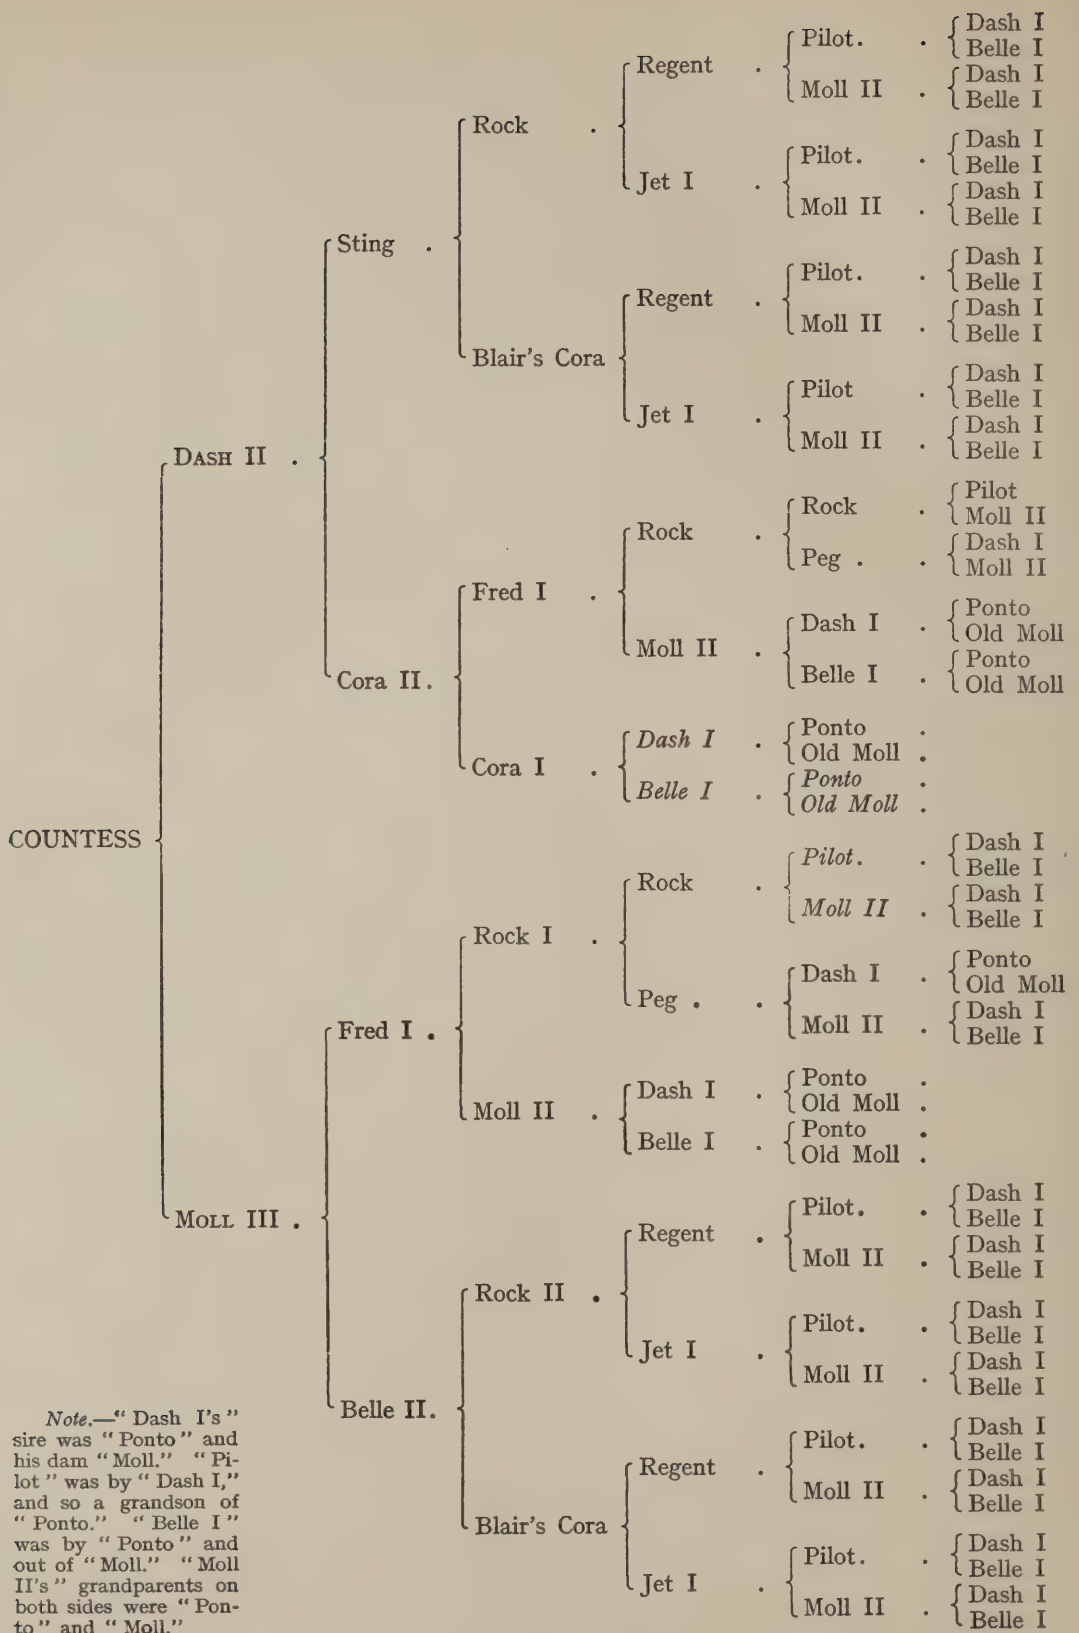 Dash I
Pilot. . Belle I
Regent . Dash I
Moll II . Belle I
Rock .
Dash I
Pilot. . Belle I
Jet I . Dash I
Moll II . Belle I
Sting .
Dash I
Pilot. . Belle I
Regent . Dash I
Moll II . Belle I
Blair's Cora
Dash I
Pilot . Belle I
Jet I . Dash I
Moll II . Belle I
DASH II .
Pilot
Rock . Moll II
Rock . Dash I
Peg . . Moll II
Fred I .
Ponto
Dash I . Old Moll
Moll II . Ponto
Belle I . Old Moll
Cora II.
Ponto .
Dash I . Old Moll .
Cora I .
Ponto .
Belle I . Old Moll .
COUNTESS
Dash I
Pilot. . Belle I
Rock . Dash I
Moll II . Belle I
Rock I .
Ponto
Dash I . Old Moll
Peg . . Dash I
Moll II . Belle I
Fred I .
Ponto .
Dash I . Old Moll .
Moll II .
Ponto .
Belle I . Old Moll .
MOLL III .
Dash I
Pilot. . Belle I
Regent . Dash I
Moll II . Belle I
Rock II .
Dash I
Pilot. . Belle I
Jet I . Dash I
Moll II . Belle I
Belle II.
Dash I
Pilot. . Belle I
Regent . Dash I
Moll II . Belle I
Blair's Cora
Dash I
Pilot. . Belle I
Jet I . Dash I
Moll II . Belle I
Note.—“ Dash I's ”
sire was “ Ponto ” and
his dam “ Moll.” “ Pi-
lot ” was by “ Dash I,”
and so a grandson of
“ Ponto.” “ Belle I ”
was by “ Ponto ” and
out of “ Moll.” “ Moll
II's ” grandparents on
both sides were “ Pon-
to ” and “ Moll.”